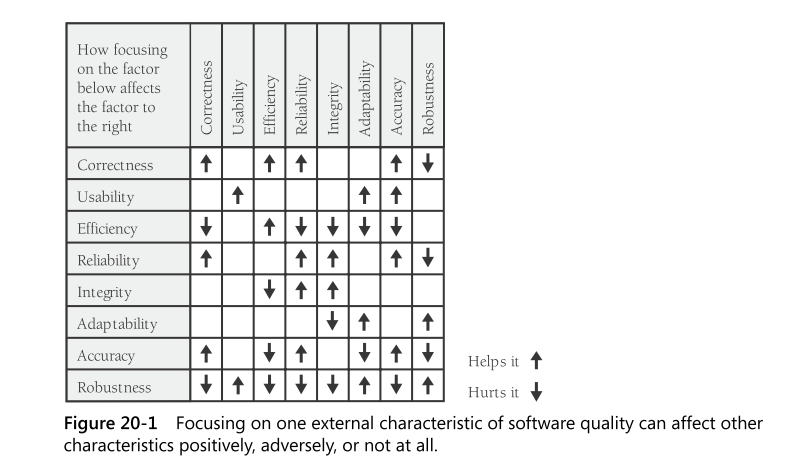 How focusing
on the factor
below affects
the factor to
the right
Correctness
Usability
Efficiency
Reliability
Integrity
Adaptability
Accuracy
Robustness
Correctness ↑ ↑ ↑ ↑ ↓
Usability ↑ ↑ ↑
Efficiency ↓ ↑ ↓ ↓ ↓ ↓
Reliability ↑ ↑ ↑ ↑ ↓
Integrity ↓ ↑ ↑
Adaptability ↓ ↑ ↑
Accuracy ↑ ↓ ↑ ↓ ↑ ↓
Robustness ↓ ↑ ↓ ↓ ↓ ↑ ↓ ↑
Helps it ↑
Hurts it ↓
Figure 20-1 Focusing on one external characteristic of software quality can affect other
characteristics positively, adversely, or not at all.